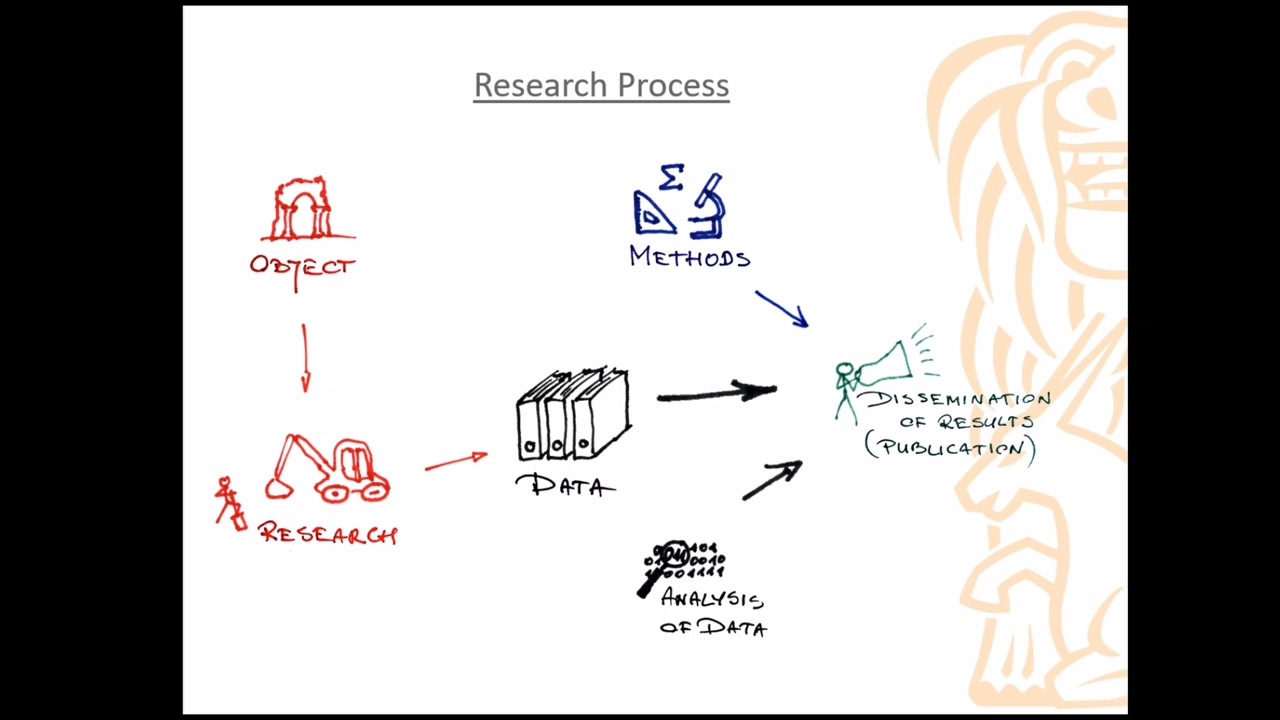 Research Process
Σ
OBJECT
METHODS
DISSEMINATION
OF RESULTS
(PUBLICATION)
DATA
RESEARCH
ANALYSIS
OF DATA